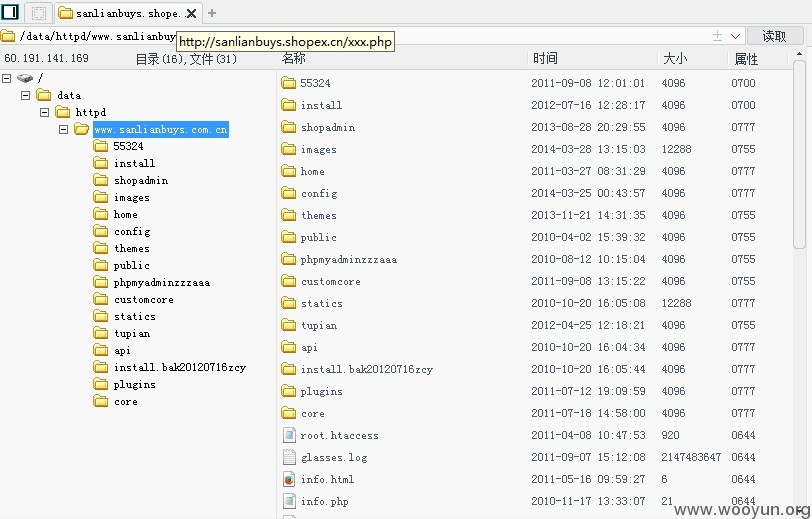 sanlianbuys.shope..
/data/httpd/www.sanlianbuys
http://sanlianbuys.shopex.cn/xxx.php
读取
60.191.141.169 目录(16),文件(31) 名称 时间 大小 属性
/
data
httpd
www.sanlianbuys.com.cn
55324
install
shopadmin
images
home
config
themes
public
phpmyadminzzzaaa
customcore
statics
tupian
api
install.bak20120716zcy
plugins
core
55324 2011-09-08 12:01:01 4096 0700
install 2012-07-16 12:28:17 4096 0700
shopadmin 2013-08-28 20:29:55 4096 0777
images 2014-03-28 13:15:03 12288 0755
home 2011-03-27 08:31:29 4096 0777
config 2014-03-25 00:43:57 4096 0777
themes 2013-11-21 14:31:35 4096 0755
public 2010-04-02 15:39:32 4096 0755
phpmyadminzzzaaa 2010-08-12 10:15:04 4096 0755
customcore 2011-09-08 13:15:22 4096 0755
statics 2010-10-20 16:05:08 12288 0777
tupian 2012-04-25 12:18:21 4096 0755
api 2010-10-20 16:04:34 4096 0777
install.bak20120716zcy 2010-10-20 16:05:44 4096 0777
plugins 2011-07-12 19:09:59 4096 0777
core 2011-07-18 14:58:00 4096 0777
root.htaccess 2011-04-08 10:47:53 920 0644
glasses.log 2011-09-07 15:12:08 2147483647 0644
info.html 2011-05-16 09:59:27 6 0644
info.php 2010-11-17 13:33:07 21 0644
www.wooyun.org